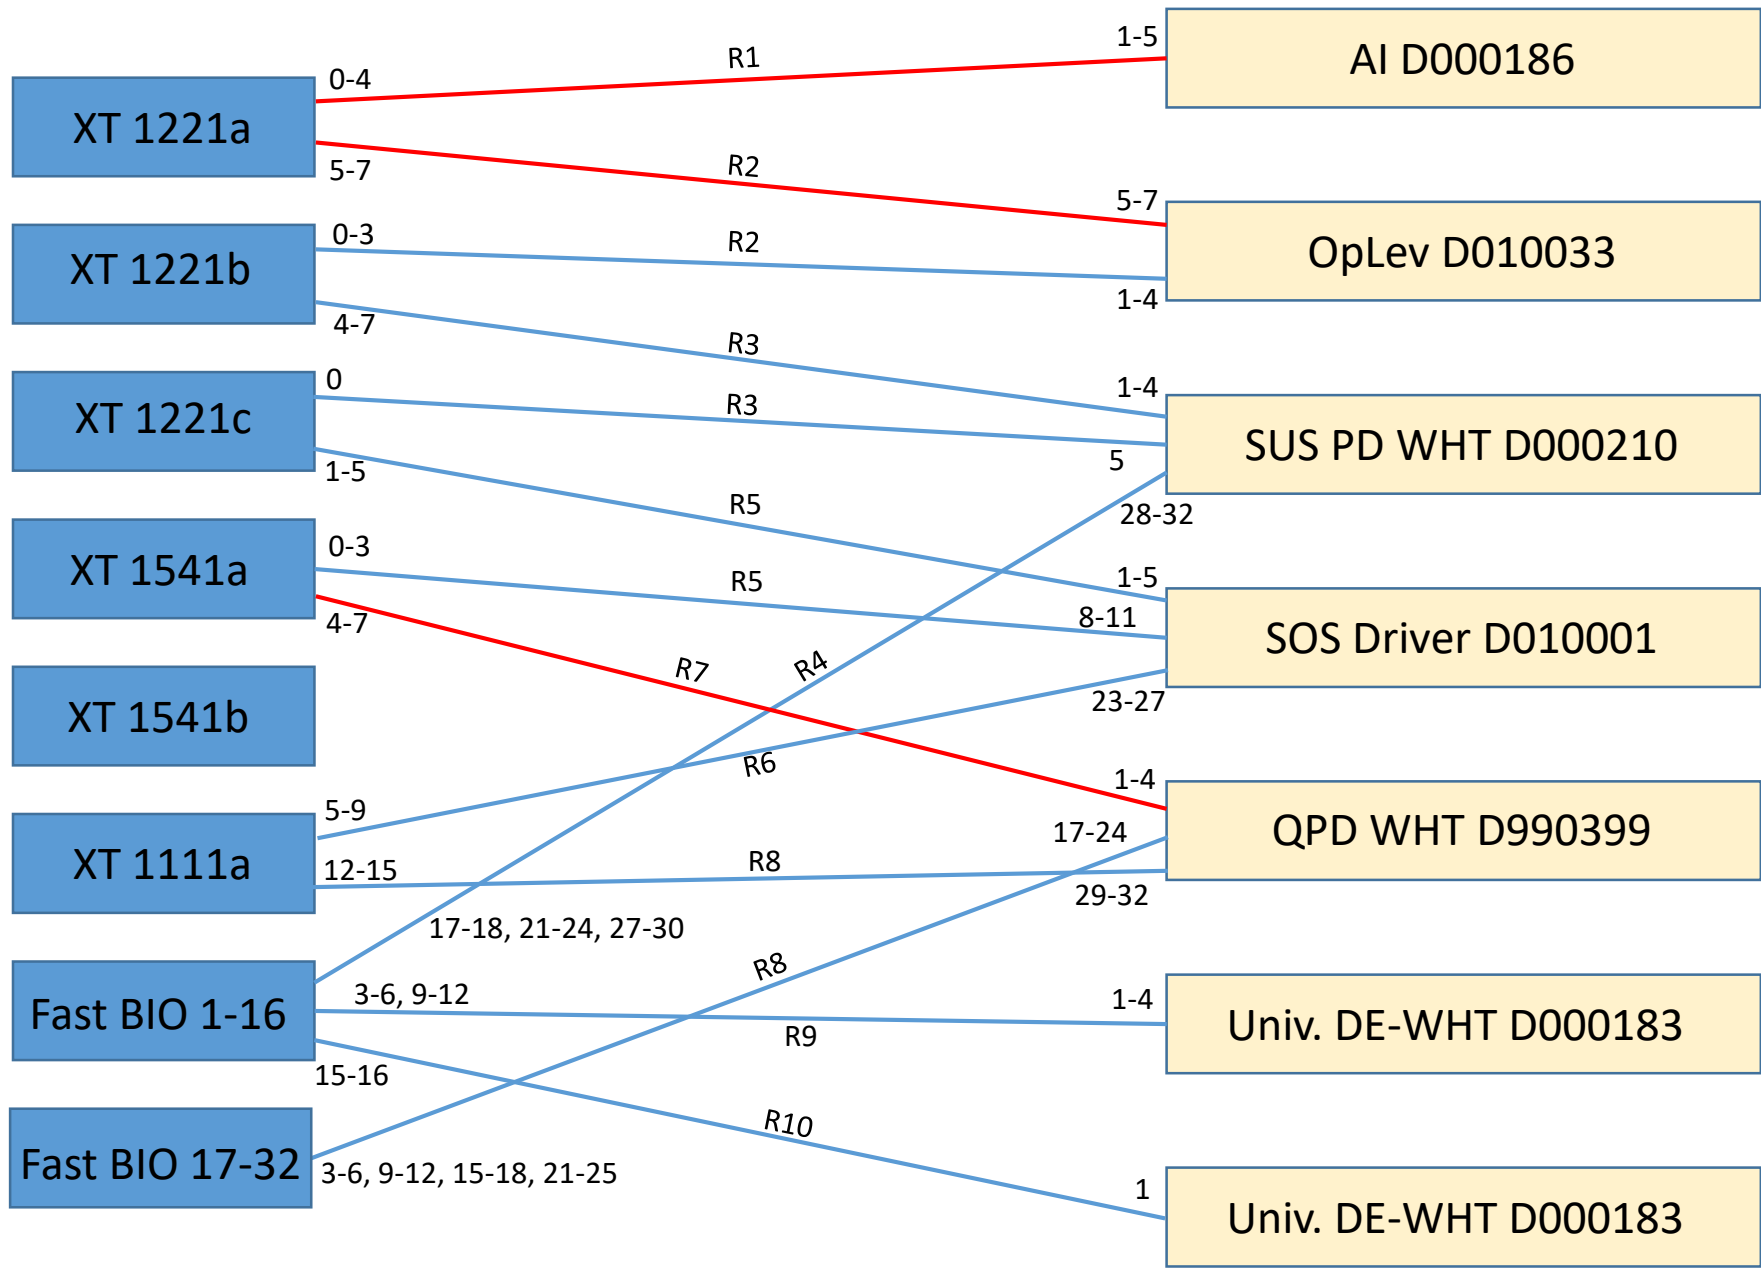 R1
1-5
AI D000186
0-4
XT 1221a
5-7
R2
5-7
0-3
R2
OpLev D010033
XT 1221b
1-4
4-7
R3
0
1-4
R3
XT 1221c
SUS PD WHT D000210
5
1-5
R5
28-32
0-3
XT 1541a
R5
1-5
8-11
4-7
SOS Driver D010001
R7
R4
23-27
XT 1541b
R6
1-4
5-9
17-24
QPD WHT D990399
XT 1111a
12-15
R8
29-32
17-18, 21-24, 27-30
R8
3-6, 9-12
1-4
Fast BIO 1-16
R9
Univ. DE-WHT D000183
15-16
R10
Fast BIO 17-32
3-6, 9-12, 15-18, 21-25
1
Univ. DE-WHT D000183